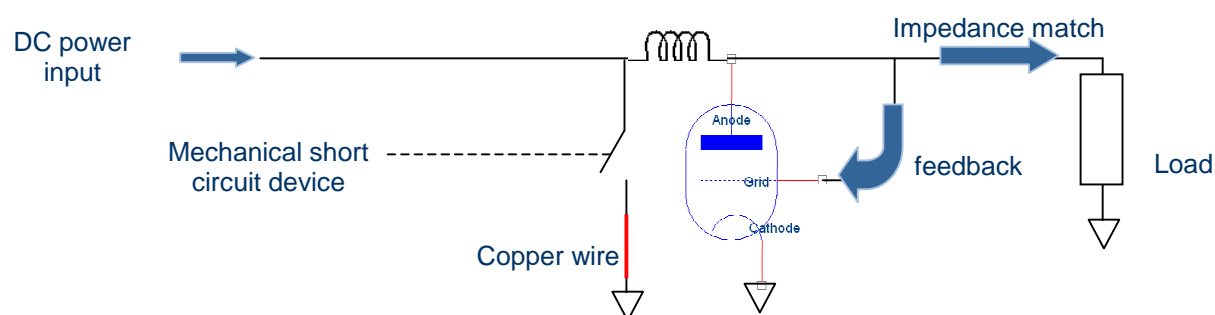 DC power
input
Impedance match
Anode
Mechanical short
circuit device
feedback
Load
Grid
Cathode
Copper wire